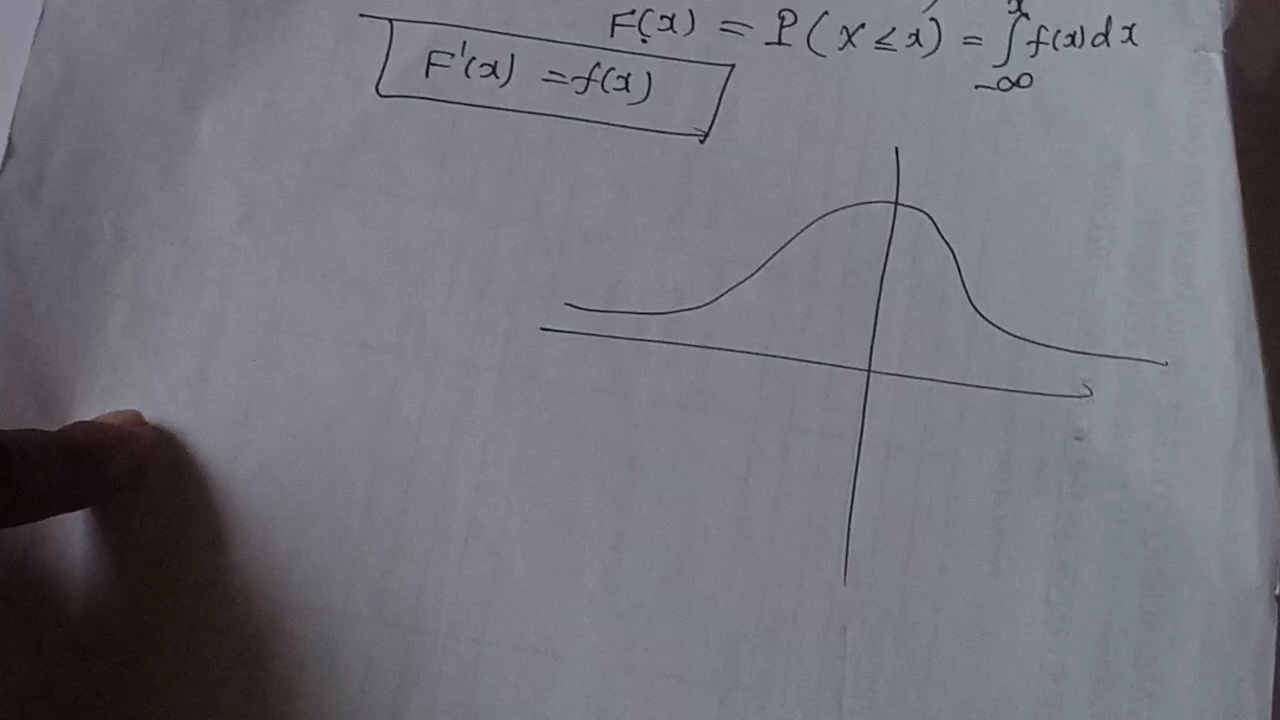 F(x) = P(X ≤ x) = ∫_{-∞}^{x} f(x) dx
F'(x) = f(x)